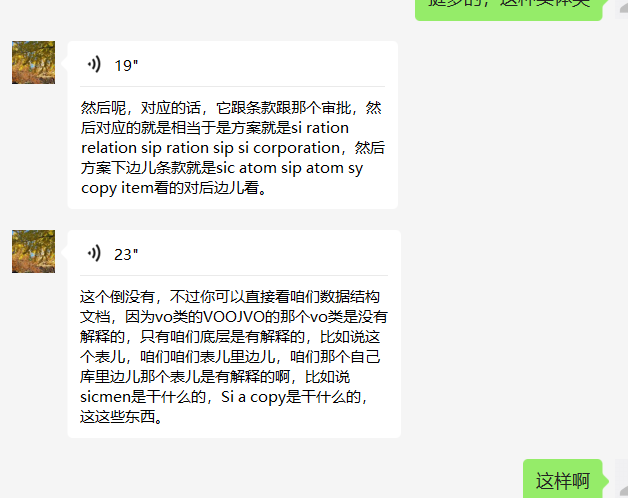 挺多的，这种实体类
19"
然后呢，对应的话，它跟条款跟那个审批，然
后对应的就是相当于是方案就是si ration
relation sip ration sip si corporation，然后
方案下边儿条款就是sic atom sip atom sy
copy item看的对后边儿看。
23"
这个倒没有，不过你可以直接看咱们数据结构
文档，因为vo类的VOOJVO的那个vo类是没有
解释的，只有咱们底层是有解释的，比如说这
个表儿，咱们咱们表儿里边儿，咱们那个自己
库里边儿那个表儿是有解释的啊，比如说
sicmen是干什么的，Si a copy是干什么的，
这这些东西。
这样啊